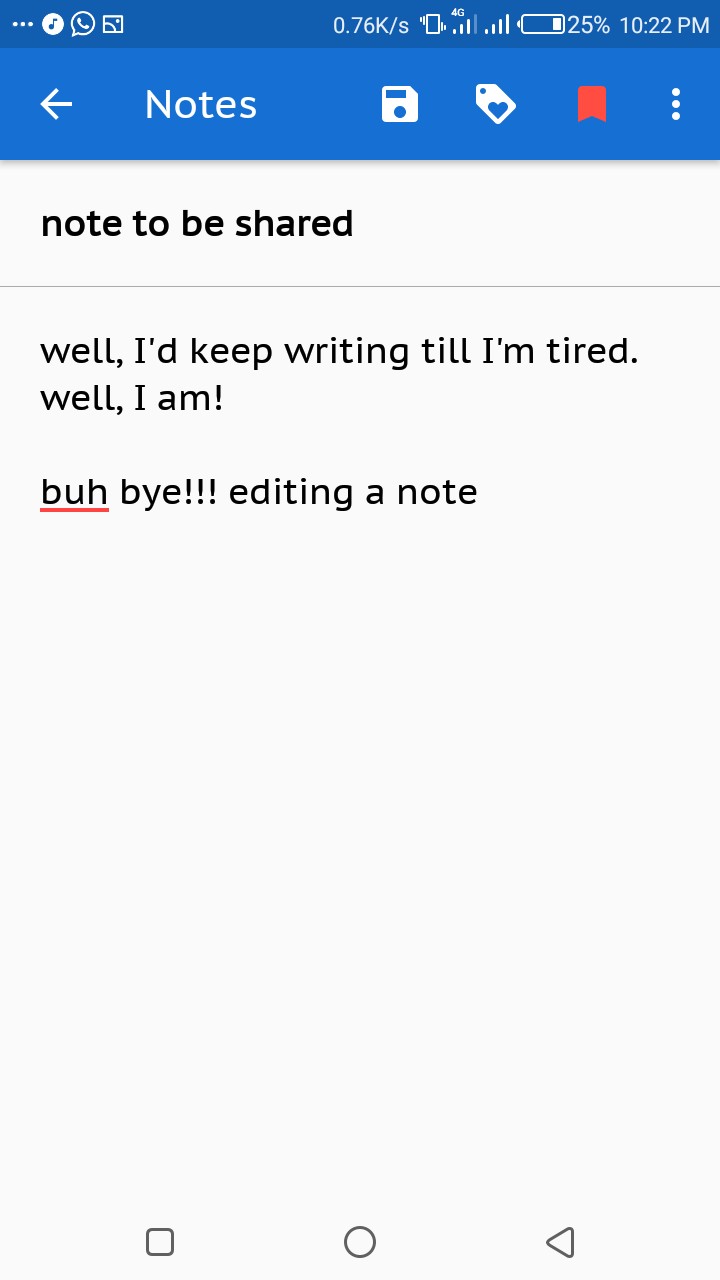 0.76K/s 4G 25% 10:22 PM
Notes
note to be shared
well, I'd keep writing till I'm tired.
well, I am!
buh bye!!! editing a note